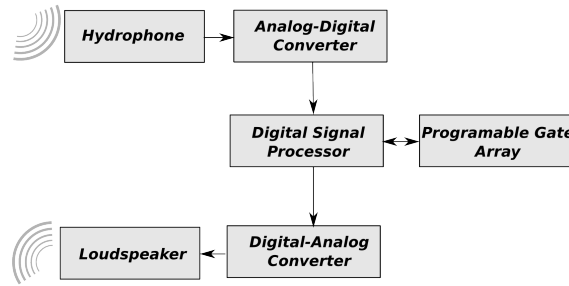 Hydrophone
Analog-Digital
Converter
Digital Signal
Processor
Programable Gate
Array
Loudspeaker
Digital-Analog
Converter